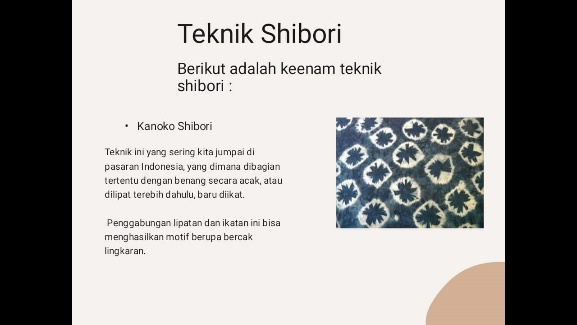 Teknik Shibori
Berikut adalah keenam teknik
shibori :
• Kanoko Shibori
Teknik ini yang sering kita jumpai di
pasaran Indonesia, yang dimana dibagian
tertentu dengan benang secara acak, atau
dilipat terebih dahulu, baru diikat.
Penggabungan lipatan dan ikatan ini bisa
menghasilkan motif berupa bercak
lingkaran.